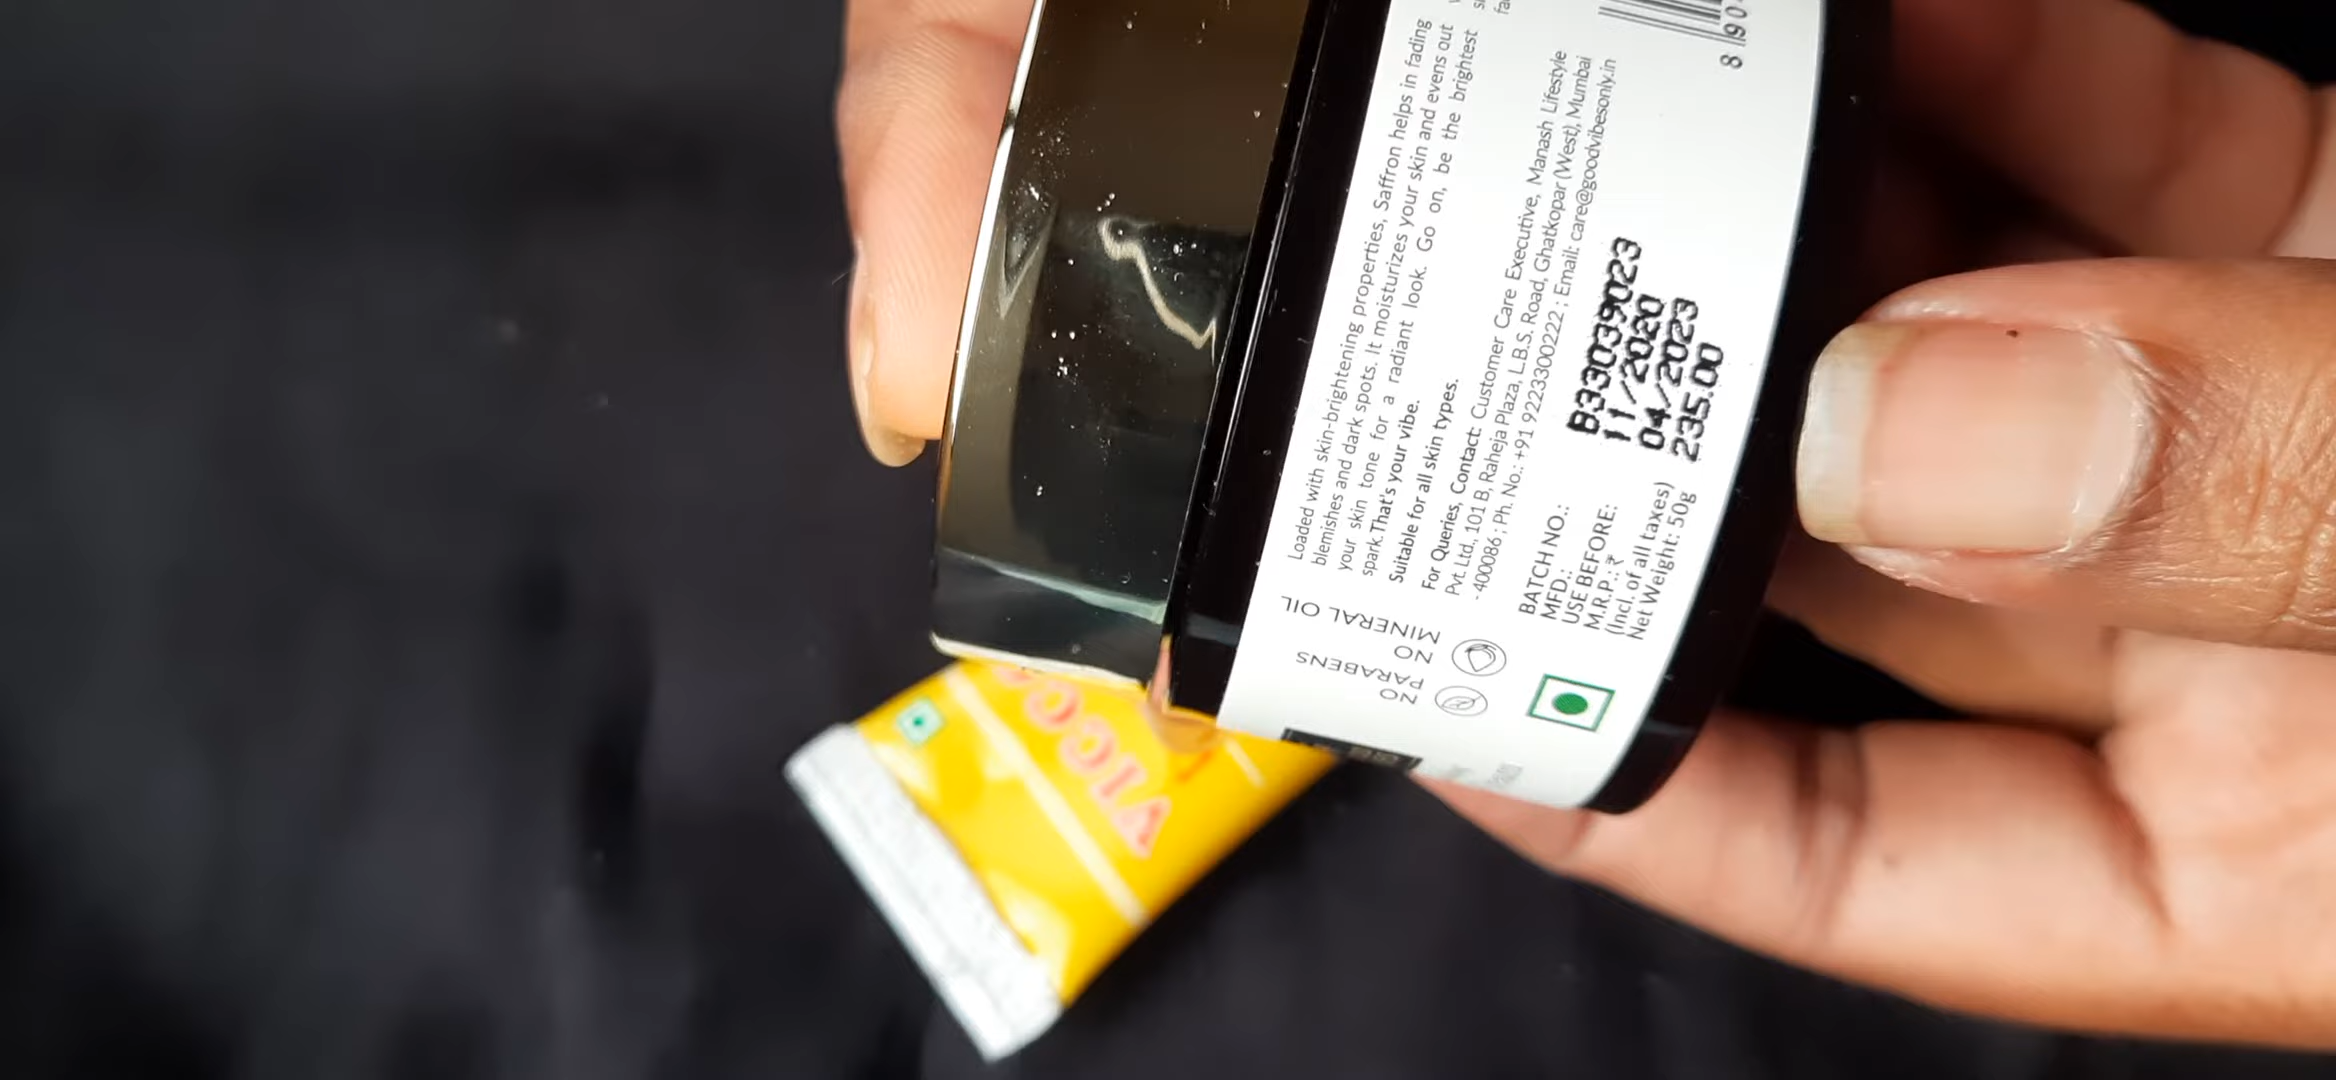 Loaded with skin-brightening properties, Saffron helps in fading
blemishes and dark spots. It moisturizes your skin and evens out
your skin tone for a radiant look. Go on, be the brightest
spark. That's your vibe.
Suitable for all skin types.
For Queries, Contact: Customer Care Executive, Manash Lifestyle
Pvt. Ltd., 101 B, Raheja Plaza, L.B.S. Road, Ghatkopar (West), Mumbai
- 400086 ; Ph. No.: +91 9223300222 ; Email: care@goodvibesonly.in
BATCH NO.: B33039023
MFD.: 11/2020
USE BEFORE: 04/2023
M.R.P.: ₹ 235.00
(Incl. of all taxes)
Net Weight: 50g
8 90
NO
MINERAL OIL
NO
PARABENS
VICCO